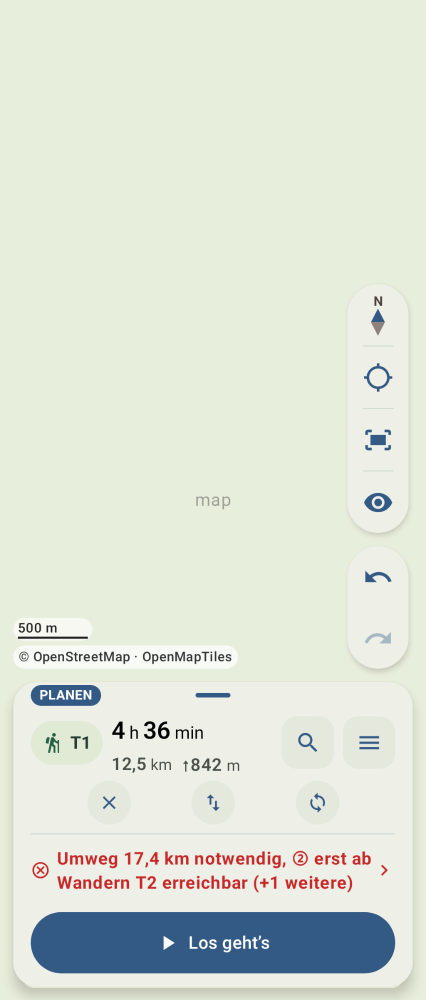 N
map
500 m
© OpenStreetMap · OpenMapTiles
PLANEN
T1
4 h 36 min
12,5 km ↑842 m
Umweg 17,4 km notwendig, ② erst ab
Wandern T2 erreichbar (+1 weitere)
Los geht’s